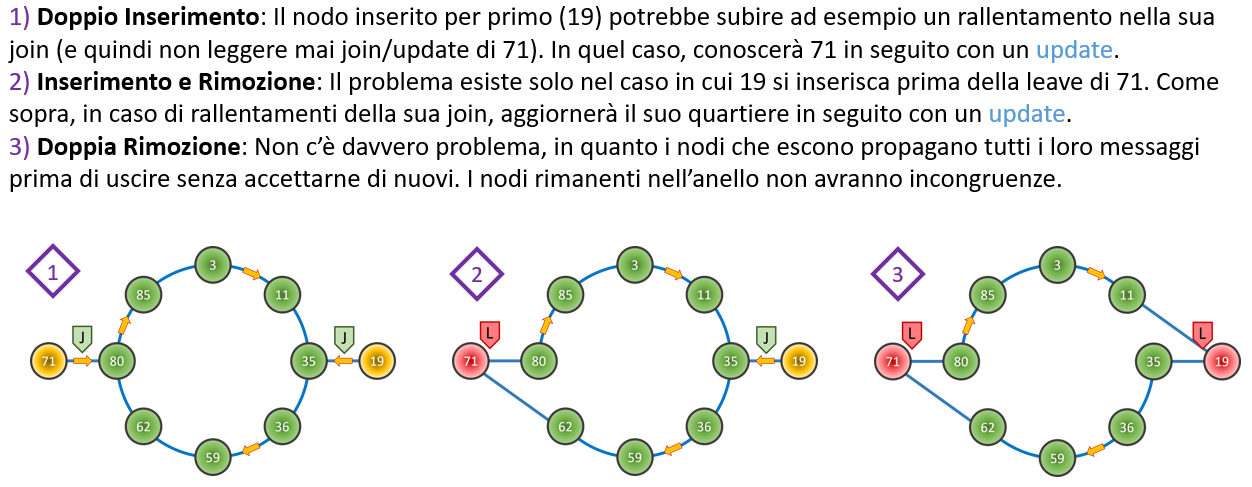 1) Doppio Inserimento: Il nodo inserito per primo (19) potrebbe subire ad esempio un rallentamento nella sua
join (e quindi non leggere mai join/update di 71). In quel caso, conoscerà 71 in seguito con un update.
2) Inserimento e Rimozione: Il problema esiste solo nel caso in cui 19 si inserisca prima della leave di 71. Come
sopra, in caso di rallentamenti della sua join, aggiornerà il suo quartiere in seguito con un update.
3) Doppia Rimozione: Non c'è davvero problema, in quanto i nodi che escono propagano tutti i loro messaggi
prima di uscire senza accettarne di nuovi. I nodi rimanenti nell'anello non avranno incongruenze.
1
3
85
11
J
J
71
80
35
19
62
36
59
2
3
85
11
L
J
71
80
35
19
62
36
59
3
3
85
11
L
L
71
80
35
19
62
36
59